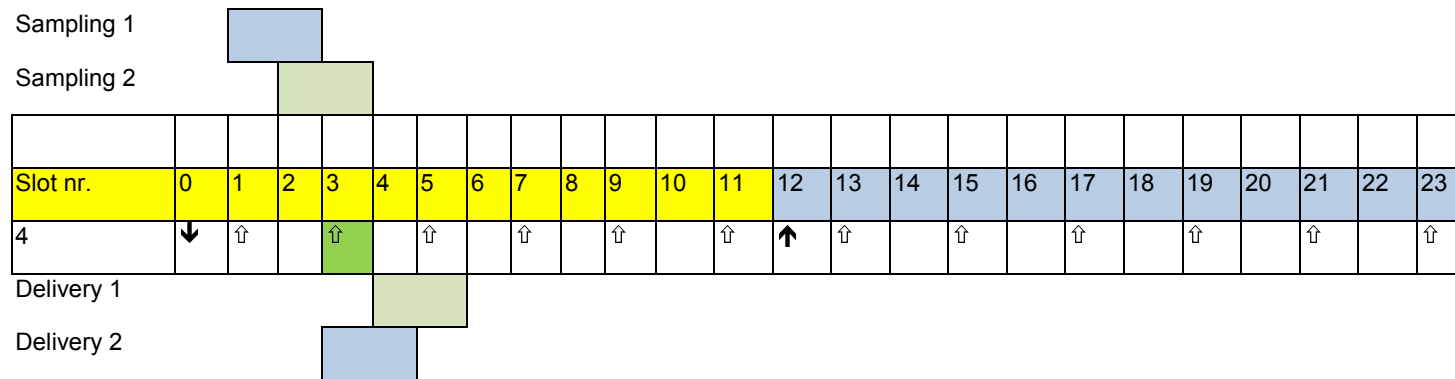 Sampling 1
Sampling 2
Slot nr. 0 1 2 3 4 5 6 7 8 9 10 11 12 13 14 15 16 17 18 19 20 21 22 23
4 🡫 ⇧ ⇧ ⇧ ⇧ ⇧ ⇧ 🡩 ⇧ ⇧ ⇧ ⇧ ⇧ ⇧
Delivery 1
Delivery 2